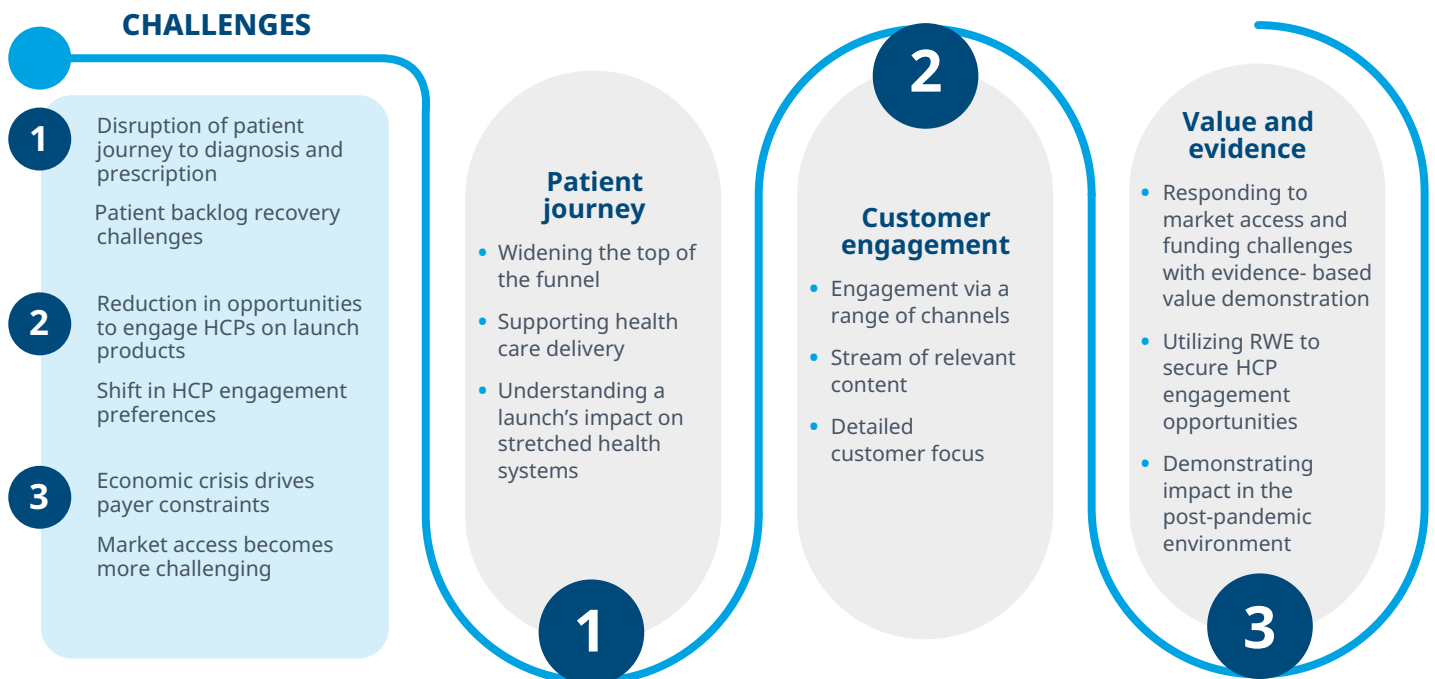 CHALLENGES
1
Disruption of patient
journey to diagnosis and
prescription
Patient backlog recovery
challenges
2
Reduction in opportunities
to engage HCPs on launch
products
Shift in HCP engagement
preferences
3
Economic crisis drives
payer constraints
Market access becomes
more challenging
Patient
journey
• Widening the top of
the funnel
• Supporting health
care delivery
• Understanding a
launch’s impact on
stretched health
systems
1
2
Customer
engagement
• Engagement via a
range of channels
• Stream of relevant
content
• Detailed
customer focus
Value and
evidence
• Responding to
market access and
funding challenges
with evidence- based
value demonstration
• Utilizing RWE to
secure HCP
engagement
opportunities
• Demonstrating
impact in the
post-pandemic
environment
3